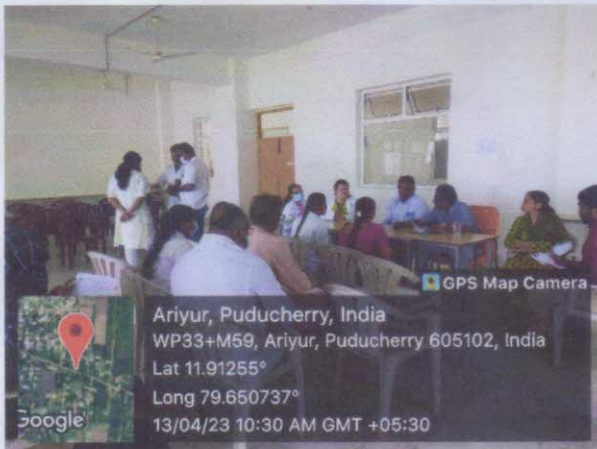 GPS Map Camera
Ariyur, Puducherry, India
WP33+M59, Ariyur, Puducherry 605102, India
Lat 11.91255°
Long 79.650737°
13/04/23 10:30 AM GMT +05:30
Google